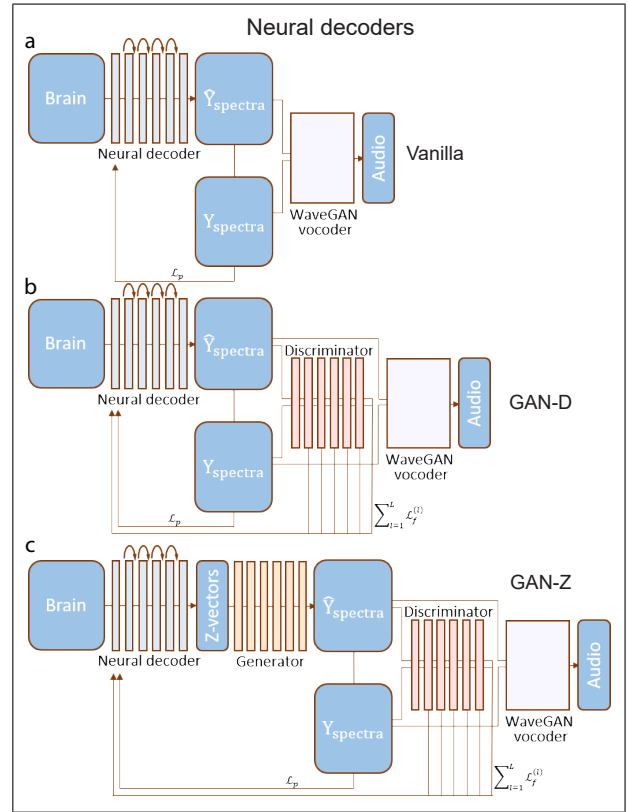 Neural decoders
a
Brain
Neural decoder
Ŷspectra
Yspectra
WaveGAN
vocoder
Audio
Vanilla
ℒp
b
Brain
Neural decoder
Ŷspectra
Yspectra
Discriminator
WaveGAN
vocoder
Audio
GAN-D
ℒp
∑_{l=1}^{L} ℒ_f^{(l)}
c
Brain
Neural decoder
Z-vectors
Generator
Ŷspectra
Yspectra
Discriminator
WaveGAN
vocoder
Audio
GAN-Z
ℒp
∑_{l=1}^{L} ℒ_f^{(l)}